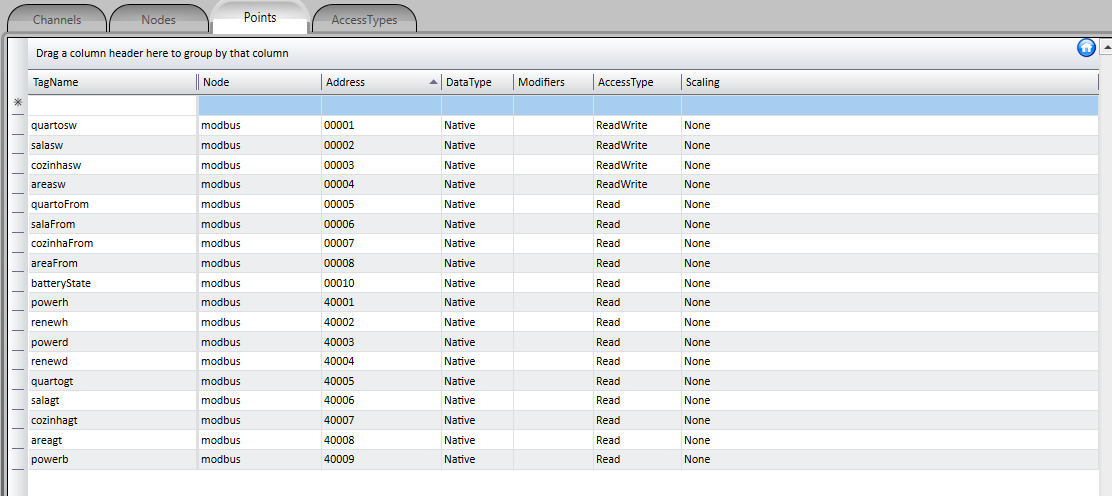 Channels Nodes Points AccessTypes
Drag a column header here to group by that column
TagName Node Address DataType Modifiers AccessType Scaling
quartosw modbus 00001 Native ReadWrite None
salasw modbus 00002 Native ReadWrite None
cozinhasw modbus 00003 Native ReadWrite None
areasw modbus 00004 Native ReadWrite None
quartoFrom modbus 00005 Native Read None
salaFrom modbus 00006 Native Read None
cozinhaFrom modbus 00007 Native Read None
areaFrom modbus 00008 Native Read None
batteryState modbus 00010 Native Read None
powerh modbus 40001 Native Read None
renewh modbus 40002 Native Read None
powerd modbus 40003 Native Read None
renewd modbus 40004 Native Read None
quartogt modbus 40005 Native Read None
salagt modbus 40006 Native Read None
cozinhagt modbus 40007 Native Read None
areagt modbus 40008 Native Read None
powerb modbus 40009 Native Read None